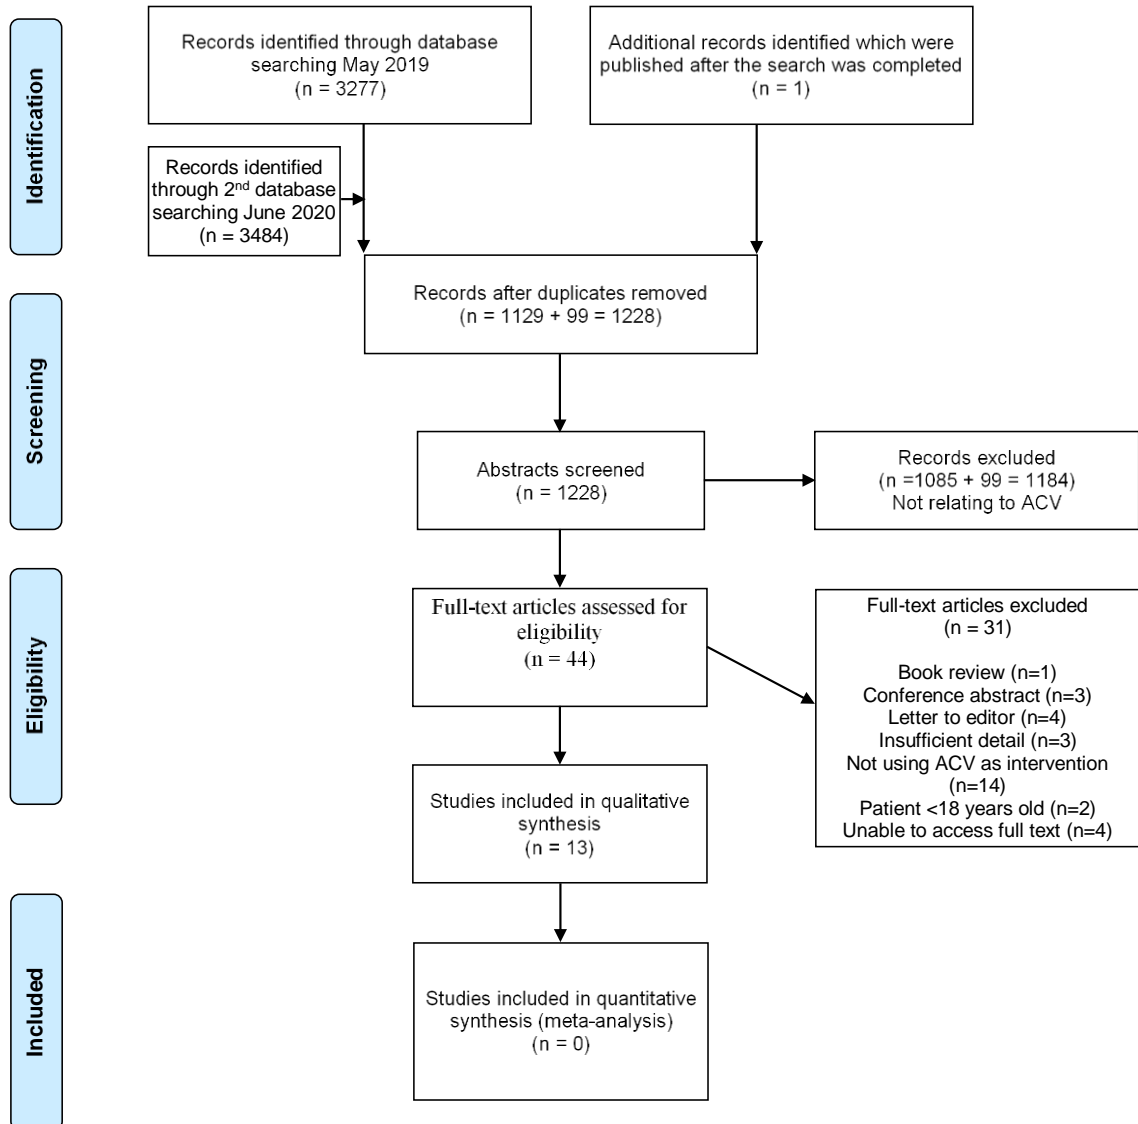 Identification
Records identified through database
searching May 2019
(n = 3277)
Additional records identified which were
published after the search was completed
(n = 1)
Records identified
through 2nd database
searching June 2020
(n = 3484)
Records after duplicates removed
(n = 1129 + 99 = 1228)
Screening
Abstracts screened
(n = 1228)
Records excluded
(n =1085 + 99 = 1184)
Not relating to ACV
Eligibility
Full-text articles assessed for
eligibility
(n = 44)
Full-text articles excluded
(n = 31)
Book review (n=1)
Conference abstract (n=3)
Letter to editor (n=4)
Insufficient detail (n=3)
Not using ACV as intervention
(n=14)
Patient <18 years old (n=2)
Unable to access full text (n=4)
Studies included in qualitative
synthesis
(n = 13)
Included
Studies included in quantitative
synthesis (meta-analysis)
(n = 0)